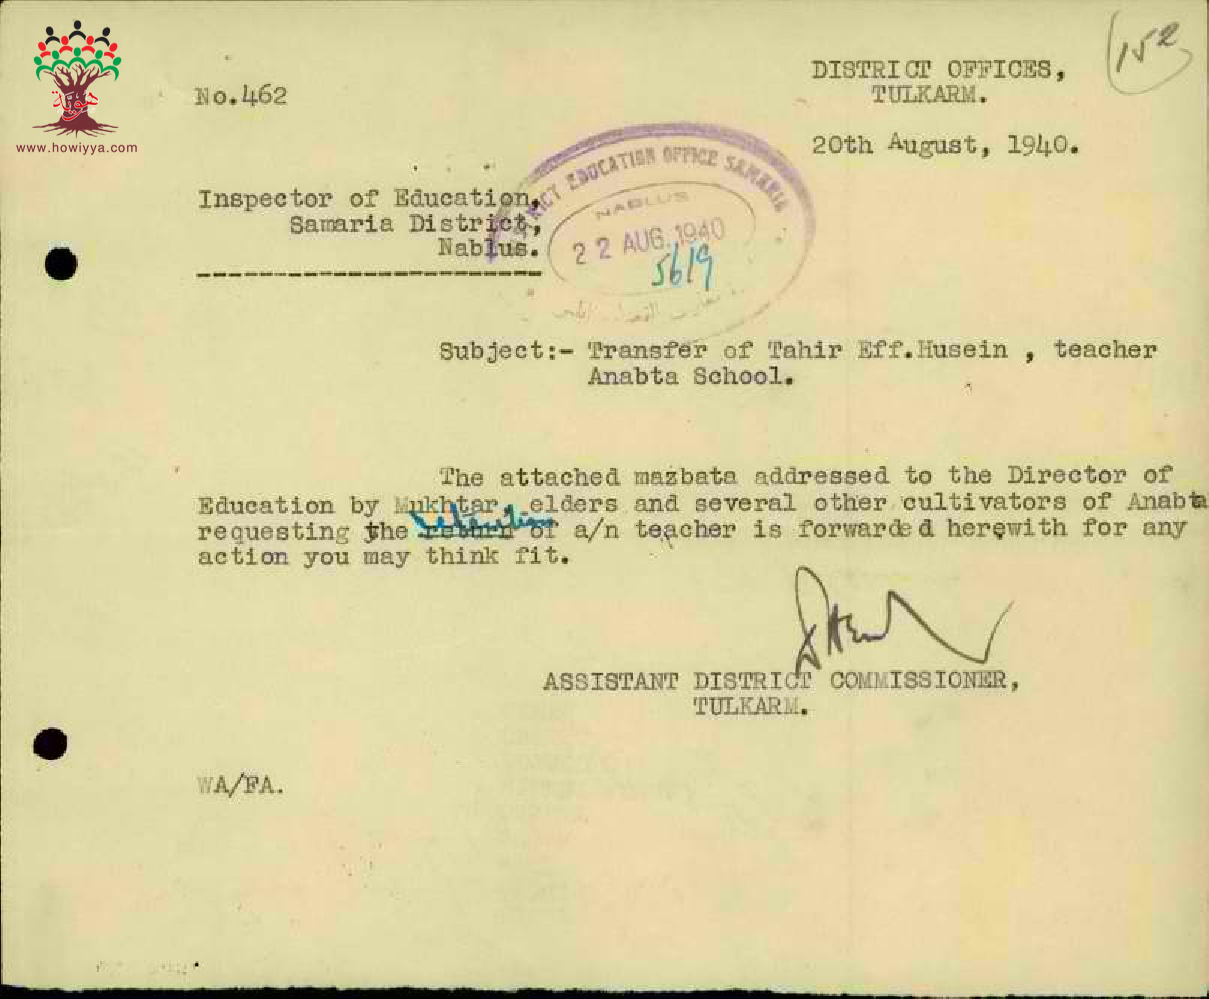 152
DISTRICT OFFICES,
TULKARM.
No.462
www.howiyya.com
20th August, 1940.
DISTRICT EDUCATION OFFICE SAMARIA
NABLUS
22 AUG. 1940
5619
Inspector of Education,
Samaria District,
Nablus.
Subject:- Transfer of Tahir Eff.Husein , teacher
Anabta School.
The attached mazbata addressed to the Director of
Education by Mukhtar, elders and several other cultivators of Anabta
retention
requesting the return of a/n teacher is forwarded herewith for any
action you may think fit.
ASSISTANT DISTRICT COMMISSIONER,
TULKARM.
WA/FA.